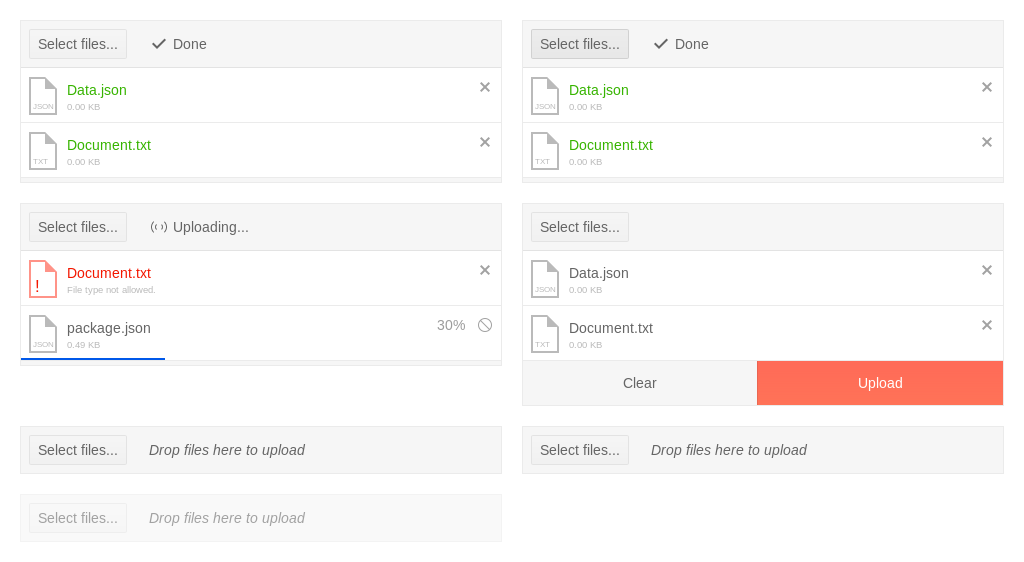 Select files... Done
JSON Data.json
0.00 KB
TXT Document.txt
0.00 KB
Select files... Done
JSON Data.json
0.00 KB
TXT Document.txt
0.00 KB
Select files... Uploading...
! Document.txt
File type not allowed.
JSON package.json 30%
0.49 KB
Select files...
JSON Data.json
0.00 KB
TXT Document.txt
0.00 KB
Clear Upload
Select files... Drop files here to upload
Select files... Drop files here to upload
Select files... Drop files here to upload